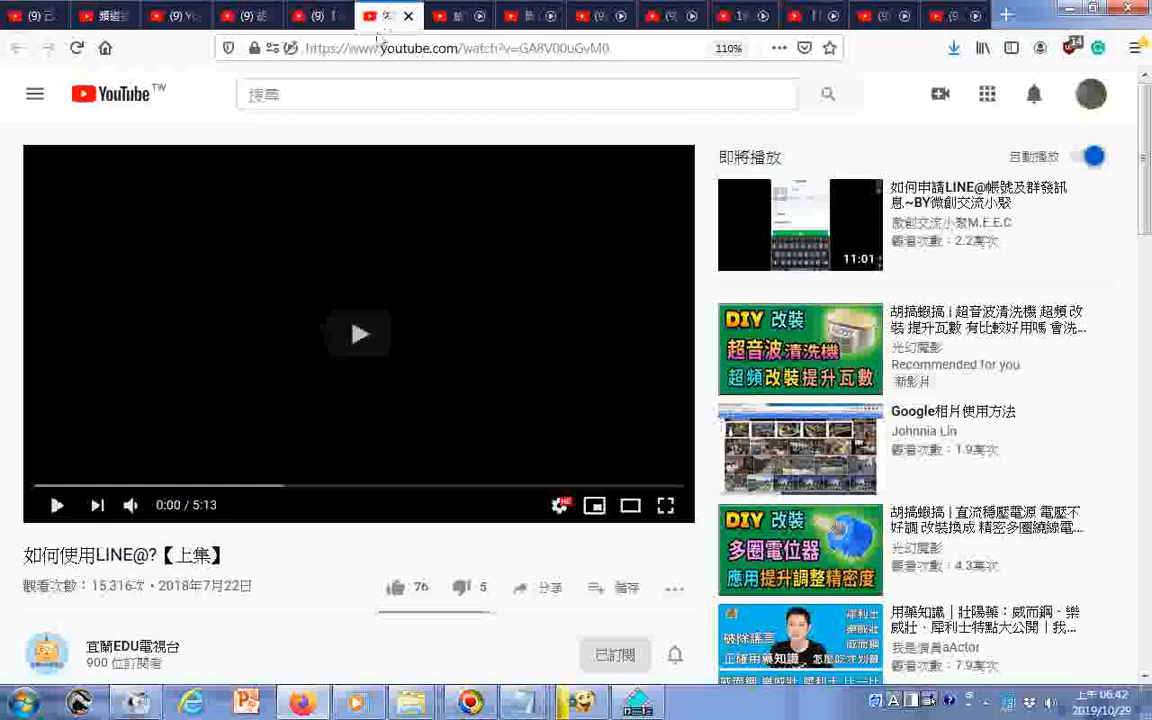 https://www.youtube.com/watch?v=GA8V00uGvM0
110%
14
YouTube TW
搜尋
即將播放
自動播放
如何申請LINE@帳號及群發訊
息~BY微創交流小聚
微創交流小聚M.E.E.C
觀看次數：2.2萬次
11:01
DIY 改裝
超音波清洗機
超頻改裝提升瓦數
胡搞蝦搞 | 超音波清洗機 超頻 改
裝 提升瓦數 有比較好用嗎 會洗...
光幻魔影
Recommended for you
新影片
Google相片使用方法
Johnnia Lin
觀看次數：1.9萬次
DIY 改裝
多圈電位器
應用提升調整精密度
胡搞蝦搞 | 直流穩壓電源 電壓不
好調 改裝換成 精密多圈繞線電...
光幻魔影
觀看次數：4.3萬次
破除謠言
正確用藥知識
用藥知識｜壯陽藥：威而鋼、樂
威壯、犀利士特點大公開｜我...
我是演員aActor
觀看次數：7.9萬次
0:00 / 5:13
HD
如何使用LINE@?【上集】
觀看次數：15,316次・2018年7月22日
76
5
分享
儲存
宜蘭EDU電視台
900 位訂閱者
已訂閱
上午 06:42
2019/10/29